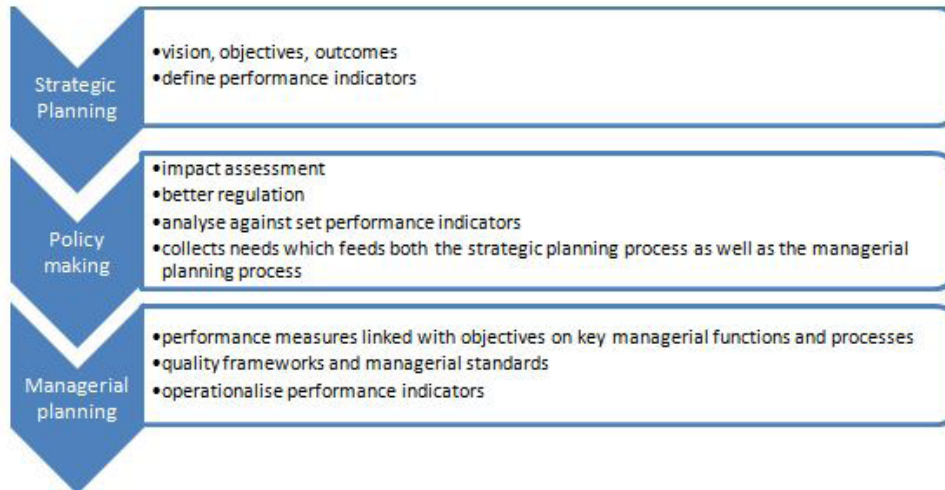 Strategic
Planning
•vision, objectives, outcomes
•define performance indicators
Policy
making
•impact assessment
•better regulation
•analyse against set performance indicators
•collects needs which feeds both the strategic planning process as well as the managerial
planning process
Managerial
planning
•performance measures linked with objectives on key managerial functions and processes
•quality frameworks and managerial standards
•operationalise performance indicators